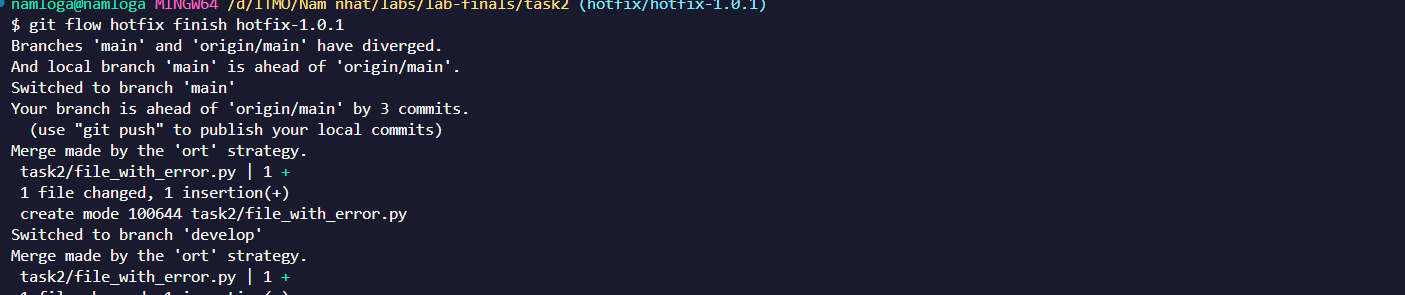 namloga@namloga MINGW64 /d/ITMO/Nam nhat/labs/lab-finals/task2 (hotfix/hotfix-1.0.1)
$ git flow hotfix finish hotfix-1.0.1
Branches 'main' and 'origin/main' have diverged.
And local branch 'main' is ahead of 'origin/main'.
Switched to branch 'main'
Your branch is ahead of 'origin/main' by 3 commits.
  (use "git push" to publish your local commits)
Merge made by the 'ort' strategy.
 task2/file_with_error.py | 1 +
 1 file changed, 1 insertion(+)
 create mode 100644 task2/file_with_error.py
Switched to branch 'develop'
Merge made by the 'ort' strategy.
 task2/file_with_error.py | 1 +